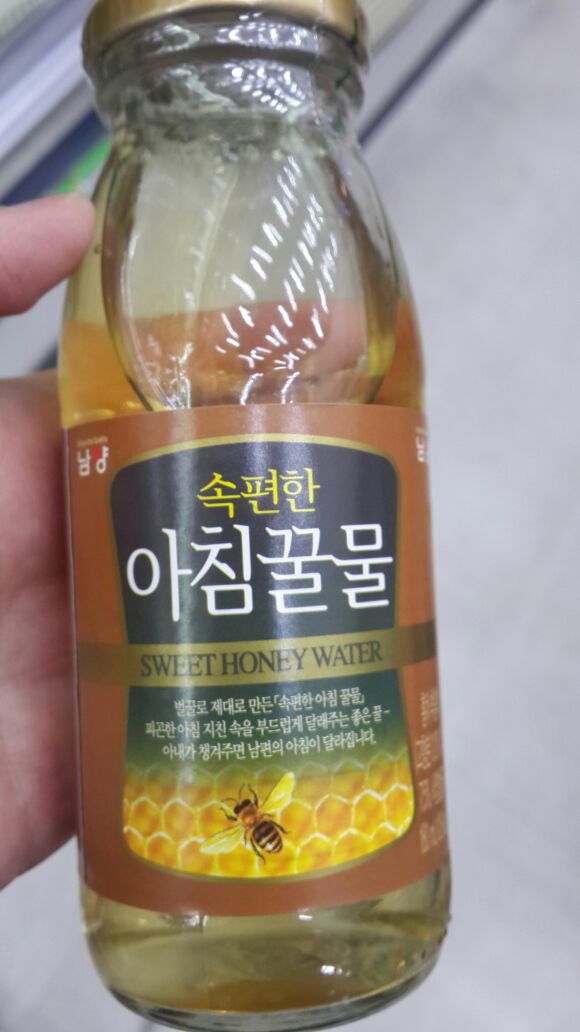 남양
속편한
아침꿀물
SWEET HONEY WATER
벌꿀로 제대로 만든 「속편한 아침 꿀물」
피곤한 아침 지친 속을 부드럽게 달래주는 좋은 꿀~
아내가 챙겨주면 남편의 아침이 달라집니다.